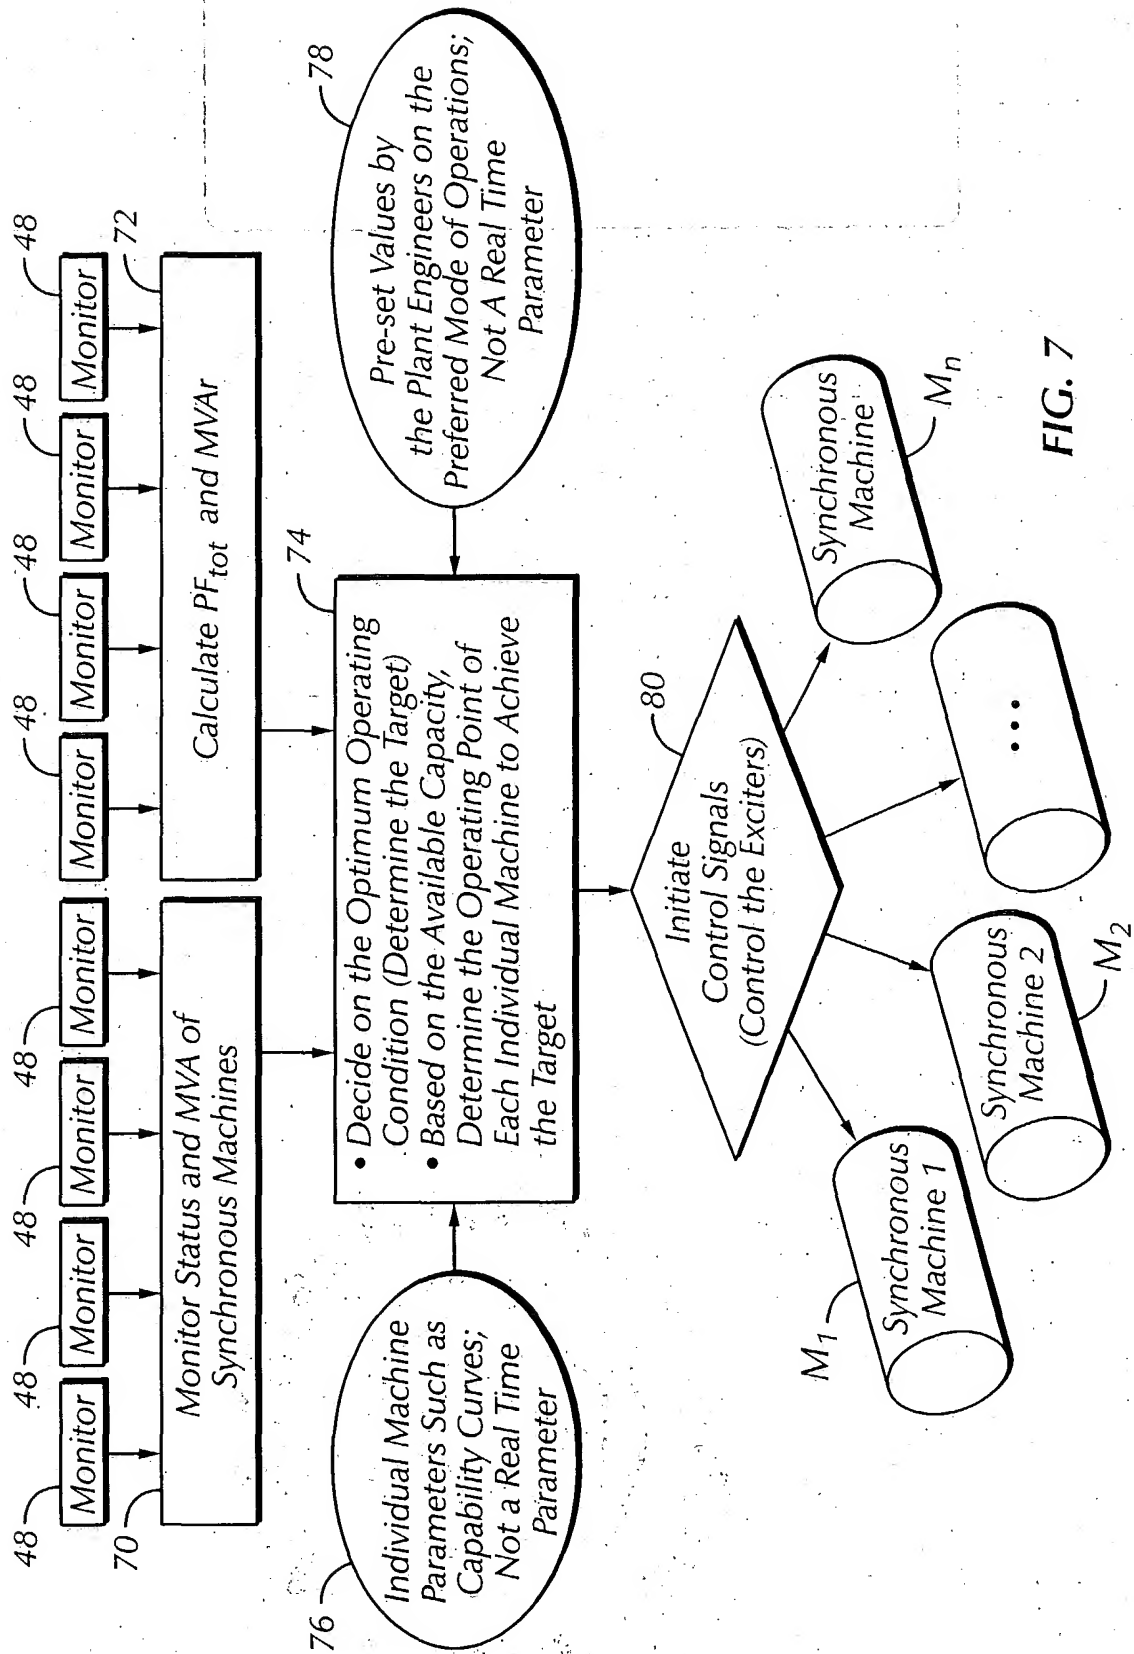 48
48
48
48
48
48
48
48
Monitor
Monitor
Monitor
Monitor
Monitor
Monitor
Monitor
Monitor
70
Monitor Status and MVA of
Synchronous Machines
72
Calculate PFtot and MVAr
76
Individual Machine
Parameters Such as
Capability Curves;
Not a Real Time
Parameter
74
• Decide on the Optimum Operating
Condition (Determine the Target)
• Based on the Available Capacity,
Determine the Operating Point of
Each Individual Machine to Achieve
the Target
78
Pre-set Values by
the Plant Engineers on the
Preferred Mode of Operations;
Not A Real Time
Parameter
80
Initiate
Control Signals
(Control the Exciters)
M1
Synchronous
Machine 1
Synchronous
Machine 2
M2
...
Synchronous
Machine
Mn
FIG. 7